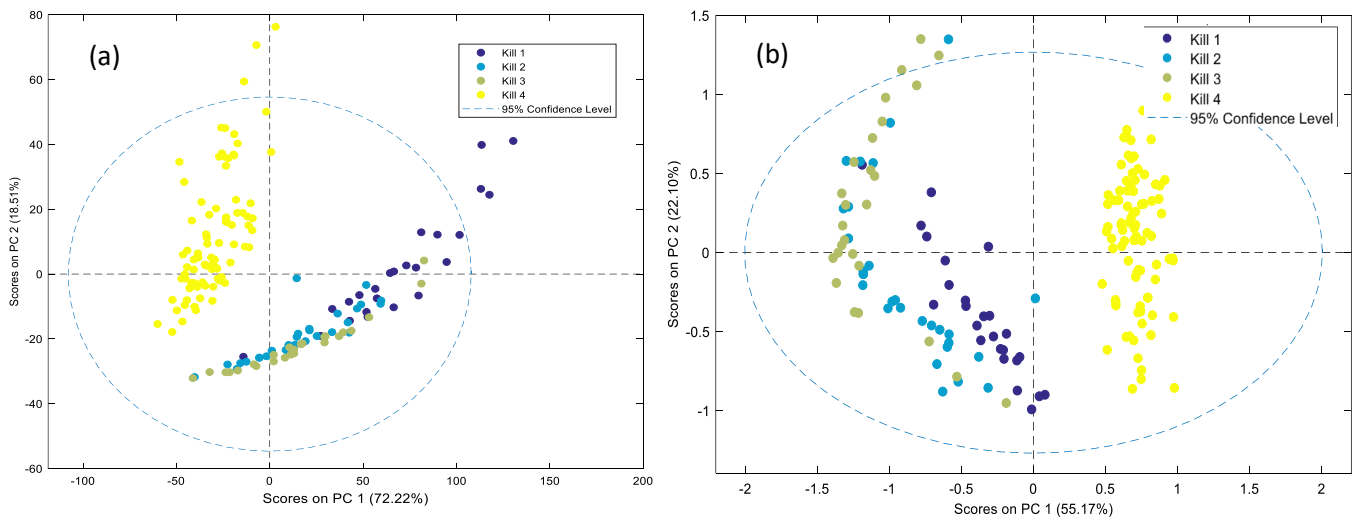 (a)
80
60
40
20
0
-20
-40
-60
Scores on PC 2 (18.51%)
-100
-50
0
50
100
150
200
Scores on PC 1 (72.22%)
Kill 1
Kill 2
Kill 3
Kill 4
95% Confidence Level
(b)
1.5
1
0.5
0
-0.5
-1
Scores on PC 2 (22.10%)
-2
-1.5
-1
-0.5
0
0.5
1
1.5
2
Scores on PC 1 (55.17%)
Kill 1
Kill 2
Kill 3
Kill 4
95% Confidence Level